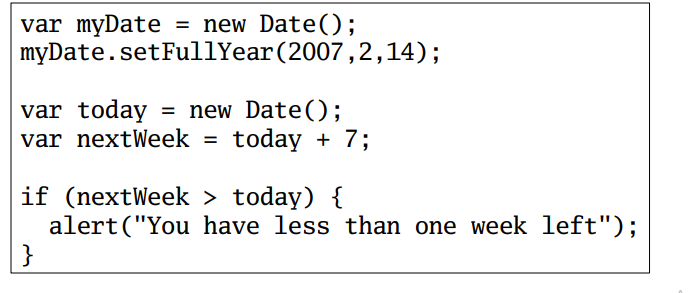 var myDate = new Date();
myDate.setFullYear(2007,2,14);
var today = new Date();
var nextWeek = today + 7;
if (nextWeek > today) {
alert("You have less than one week left");
}